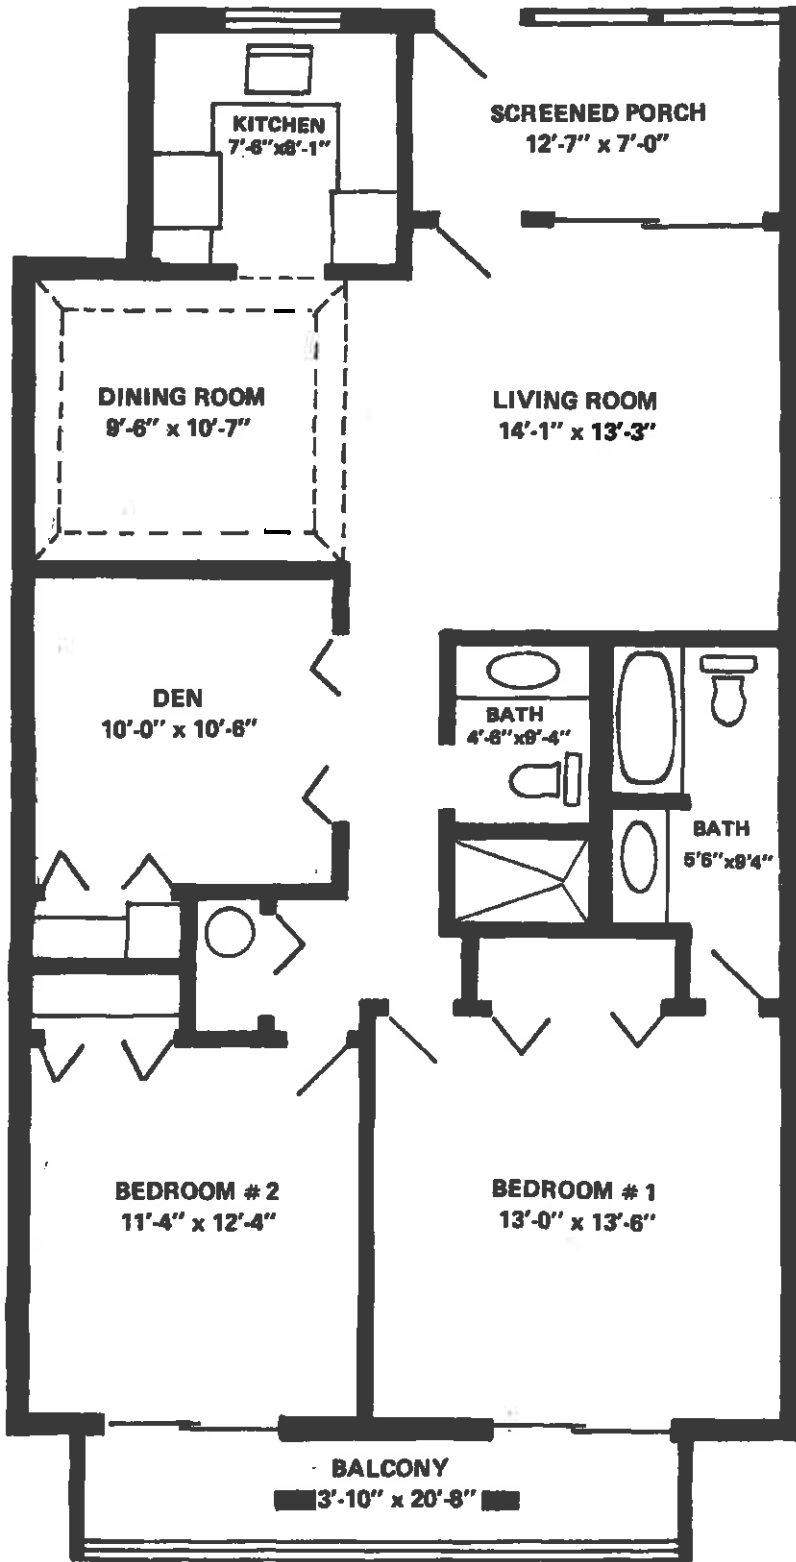 KITCHEN
7'-6"x8'-1"
SCREENED PORCH
12'-7" x 7'-0"
DINING ROOM
9'-6" x 10'-7"
LIVING ROOM
14'-1" x 13'-3"
DEN
10'-0" x 10'-6"
BATH
4'-6"x9'-4"
BATH
5'6"x9'4"
BEDROOM # 2
11'-4" x 12'-4"
BEDROOM # 1
13'-0" x 13'-6"
BALCONY
3'-10" x 20'-8"